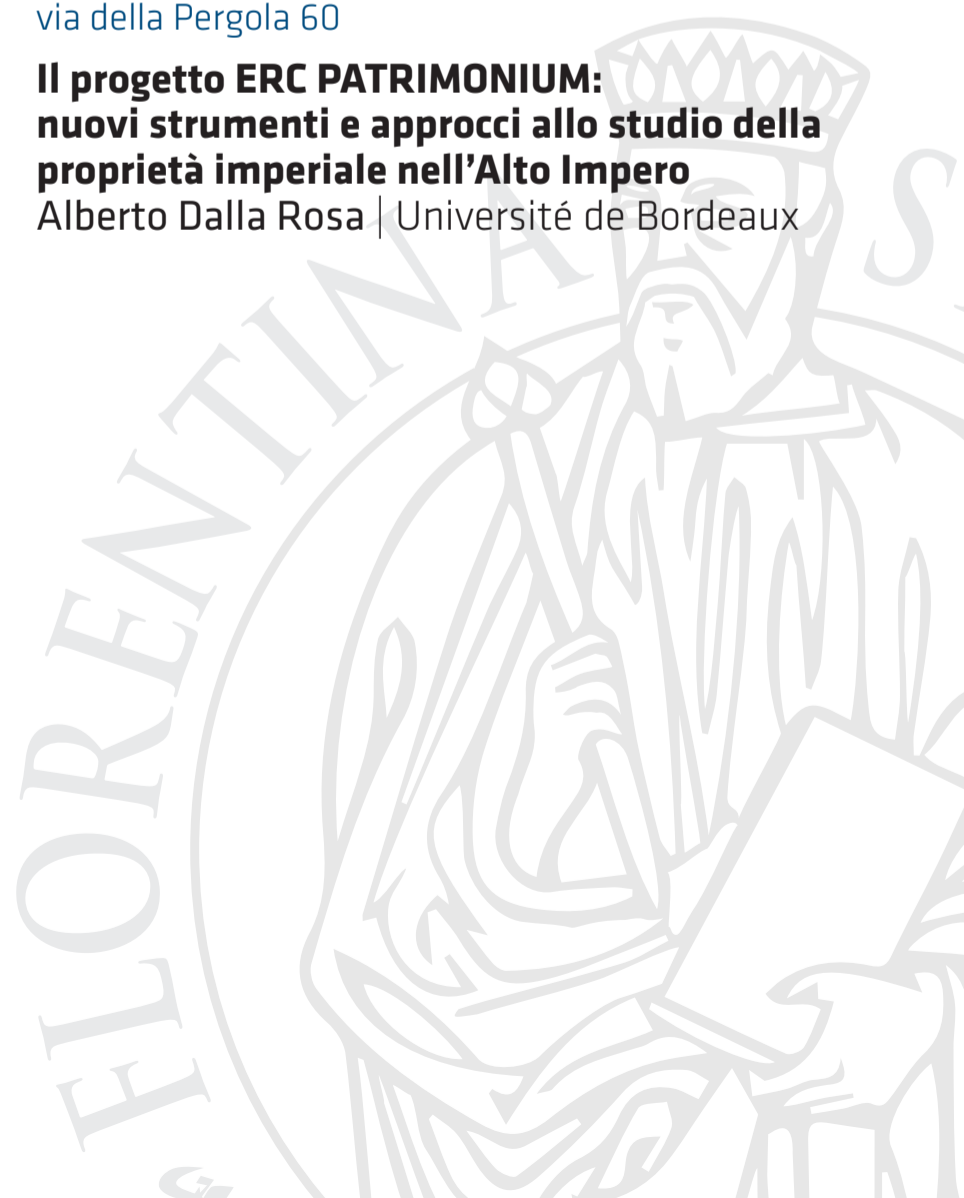 via della Pergola 60
Il progetto ERC PATRIMONIUM:
nuovi strumenti e approcci allo studio della
proprietà imperiale nell’Alto Impero
Alberto Dalla Rosa | Université de Bordeaux
FLORENTINA S